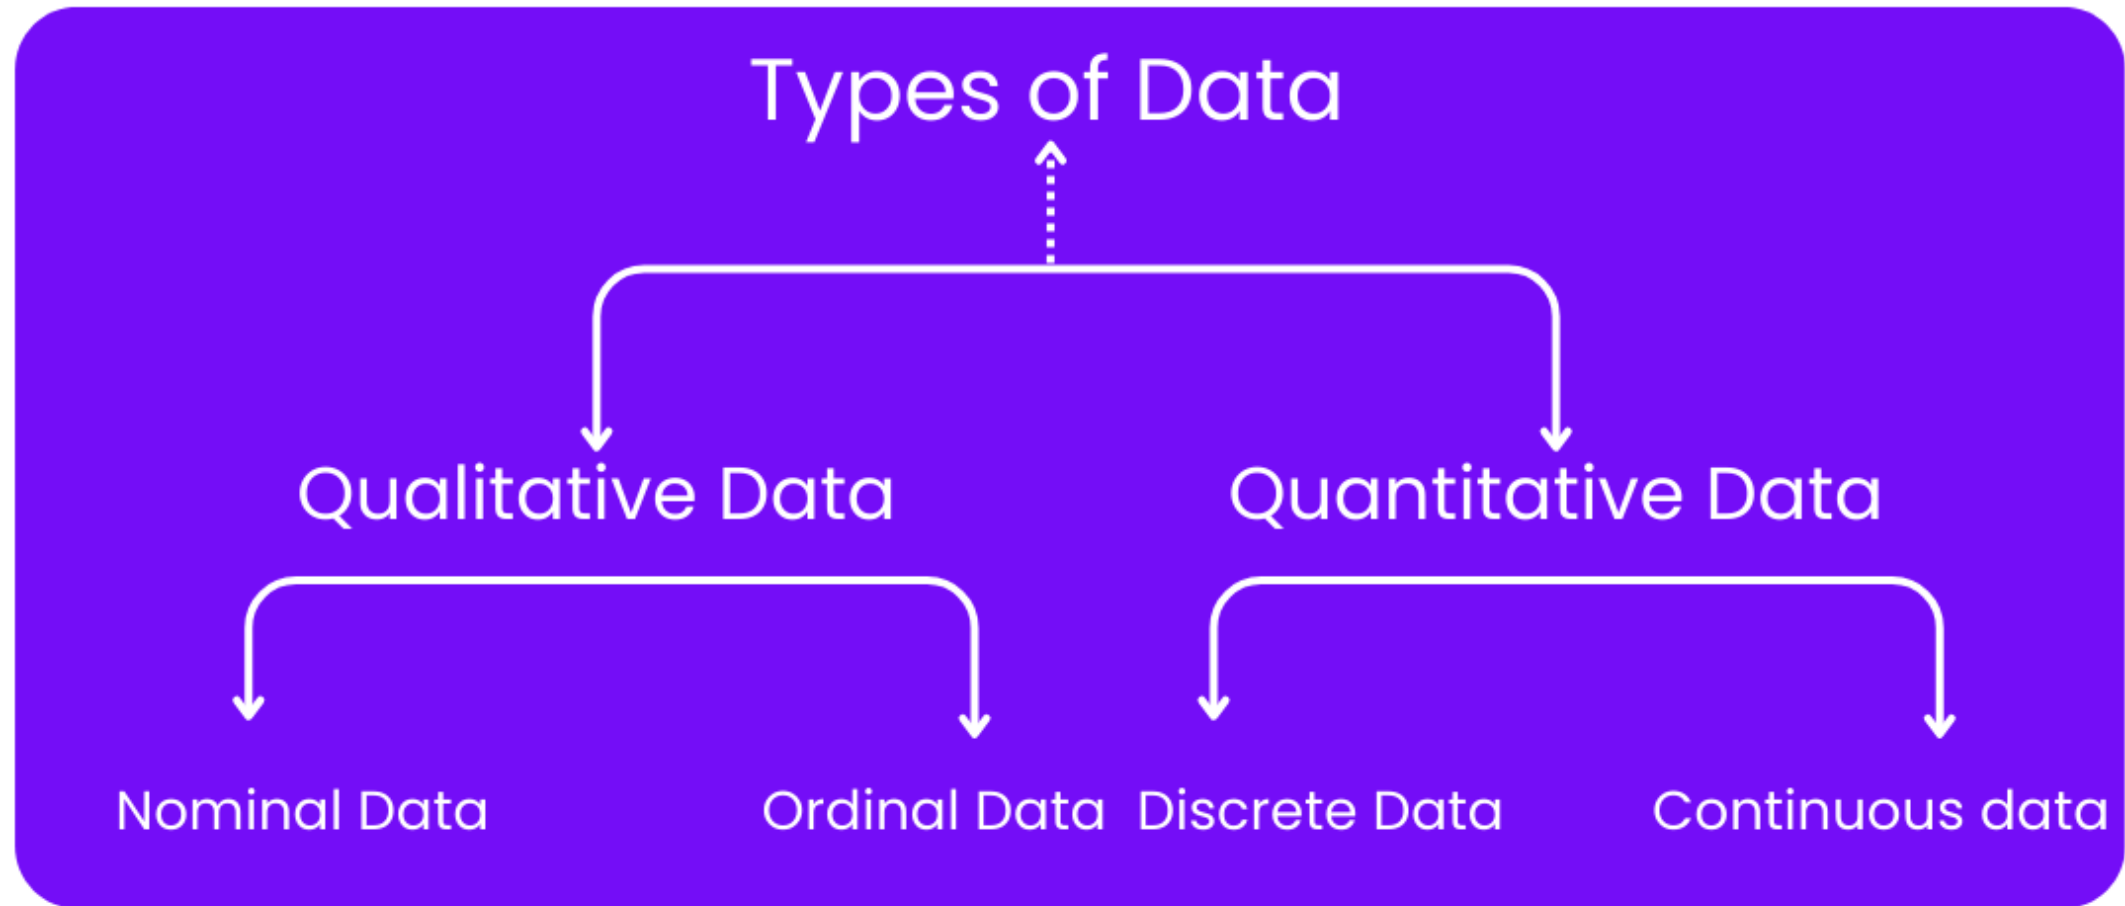 Types of Data
Qualitative Data
Quantitative Data
Nominal Data
Ordinal Data
Discrete Data
Continuous data